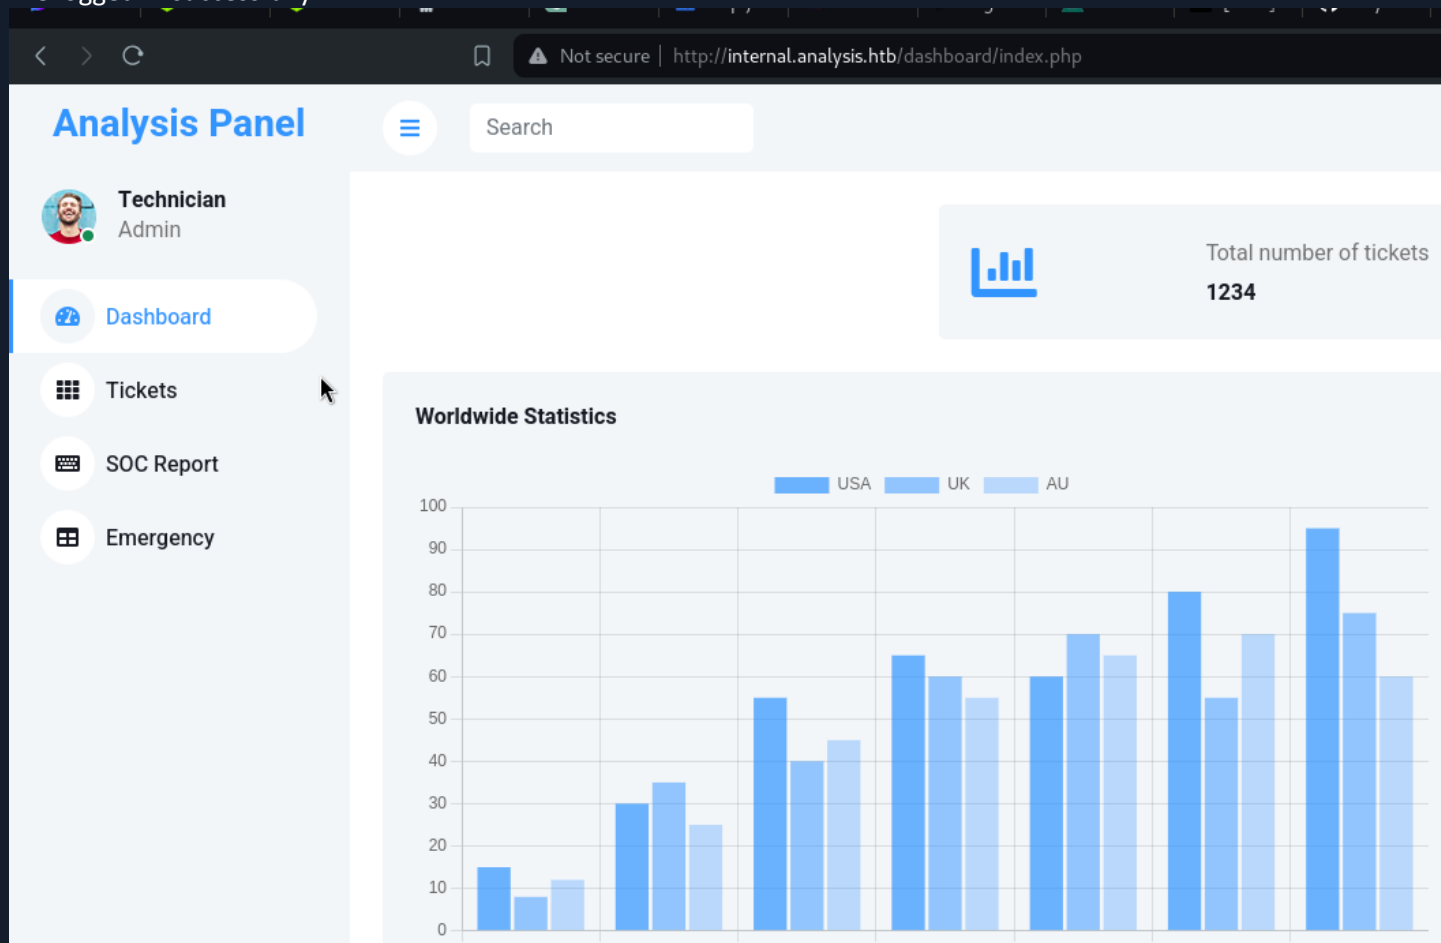 Not secure http://internal.analysis.htb/dashboard/index.php
Analysis Panel
Search
Technician
Admin
Dashboard
Tickets
SOC Report
Emergency
Total number of tickets
1234
Worldwide Statistics
USA UK AU
100
90
80
70
60
50
40
30
20
10
0